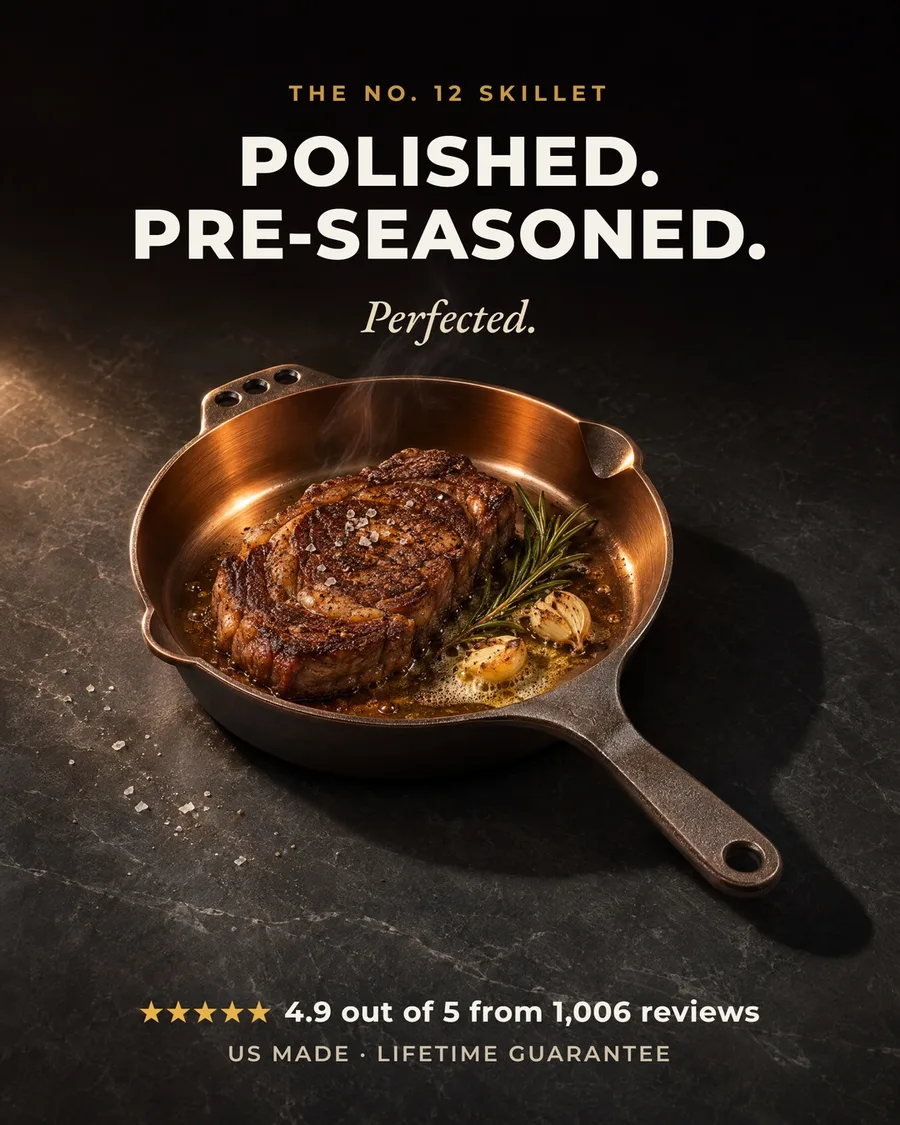 THE NO. 12 SKILLET
POLISHED.
PRE-SEASONED.
Perfected.
★★★★★ 4.9 out of 5 from 1,006 reviews
US MADE · LIFETIME GUARANTEE